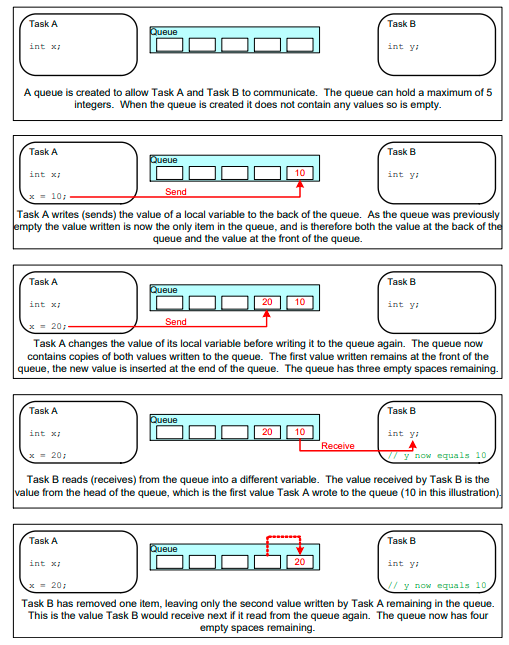 Task A
Queue
Task B
int x;
int y;
A queue is created to allow Task A and Task B to communicate.  The queue can hold a maximum of 5
integers.  When the queue is created it does not contain any values so is empty.
Task A
Queue
Task B
int x;
10
int y;
x = 10;
Send
Task A writes (sends) the value of a local variable to the back of the queue.  As the queue was previously
empty the value written is now the only item in the queue, and is therefore both the value at the back of the
queue and the value at the front of the queue.
Task A
Queue
Task B
int x;
20 10
int y;
x = 20;
Send
Task A changes the value of its local variable before writing it to the queue again.  The queue now
contains copies of both values written to the queue.  The first value written remains at the front of the
queue, the new value is inserted at the end of the queue.  The queue has three empty spaces remaining.
Task A
Queue
Task B
int x;
20 10
int y;
x = 20;
Receive
// y now equals 10
Task B reads (receives) from the queue into a different variable.  The value received by Task B is the
value from the head of the queue, which is the first value Task A wrote to the queue (10 in this illustration).
Task A
Queue
Task B
int x;
20
int y;
x = 20;
// y now equals 10
Task B has removed one item, leaving only the second value written by Task A remaining in the queue.
This is the value Task B would receive next if it read from the queue again.  The queue now has four
empty spaces remaining.